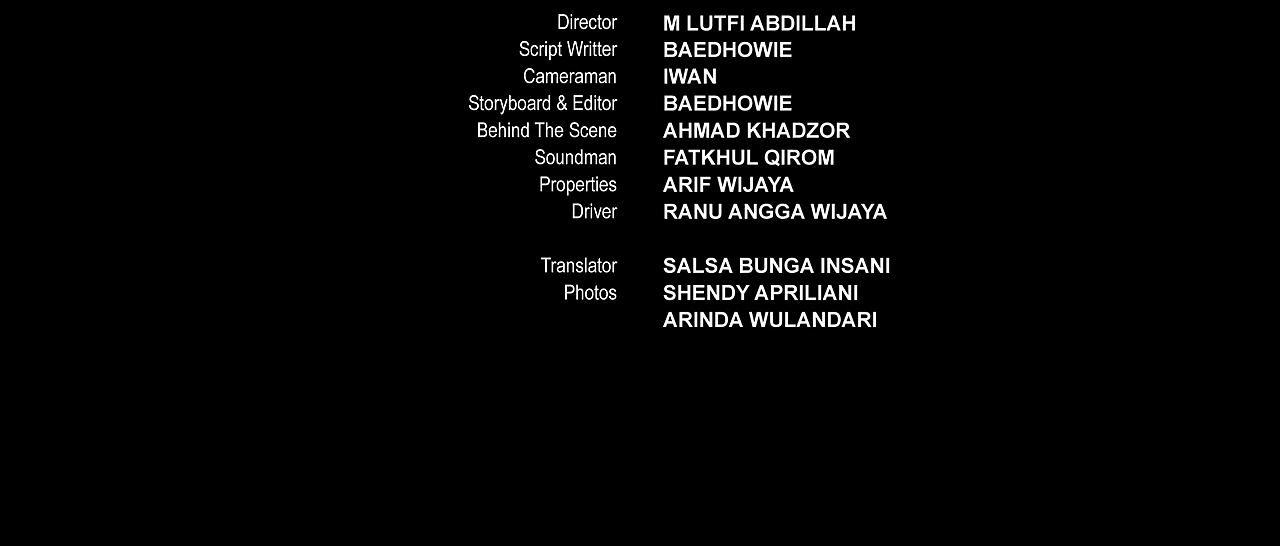 Director M LUTFI ABDILLAH
Script Writter BAEDHOWIE
Cameraman IWAN
Storyboard & Editor BAEDHOWIE
Behind The Scene AHMAD KHADZOR
Soundman FATKHUL QIROM
Properties ARIF WIJAYA
Driver RANU ANGGA WIJAYA
Translator SALSA BUNGA INSANI
Photos SHENDY APRILIANI
ARINDA WULANDARI